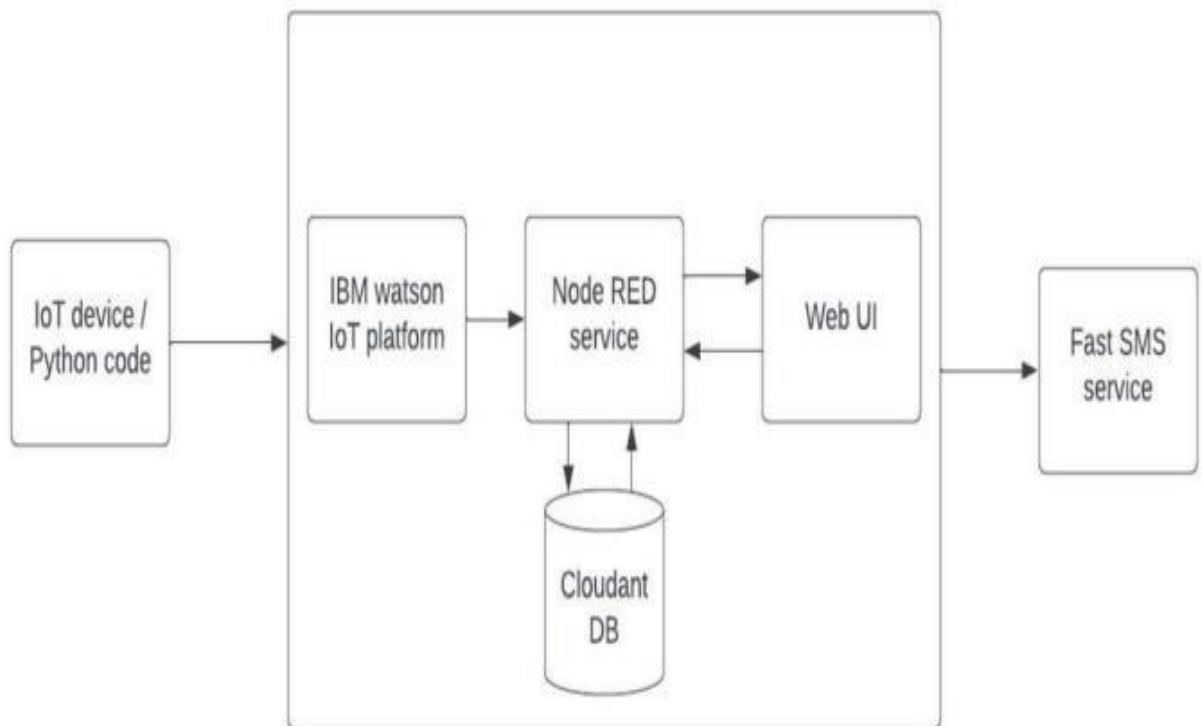 IoT device /
Python code
IBM watson
IoT platform
Node RED
service
Web UI
Fast SMS
service
Cloudant
DB